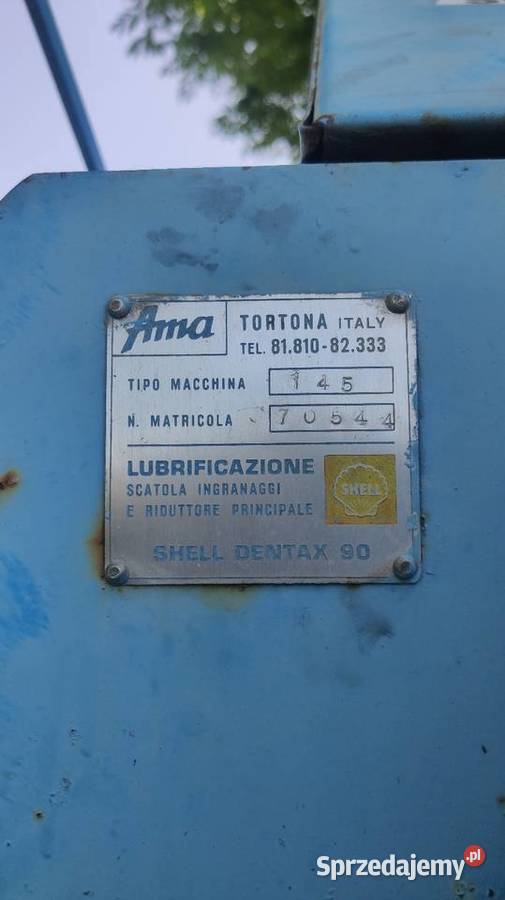 Ama
TORTONA ITALY
TEL. 81.810-82.333
TIPO MACCHINA 145
N. MATRICOLA 70544
LUBRIFICAZIONE
SCATOLA INGRANAGGI
E RIDUTTORE PRINCIPALE
SHELL
SHELL DENTAX 90
Sprzedajemy.pl